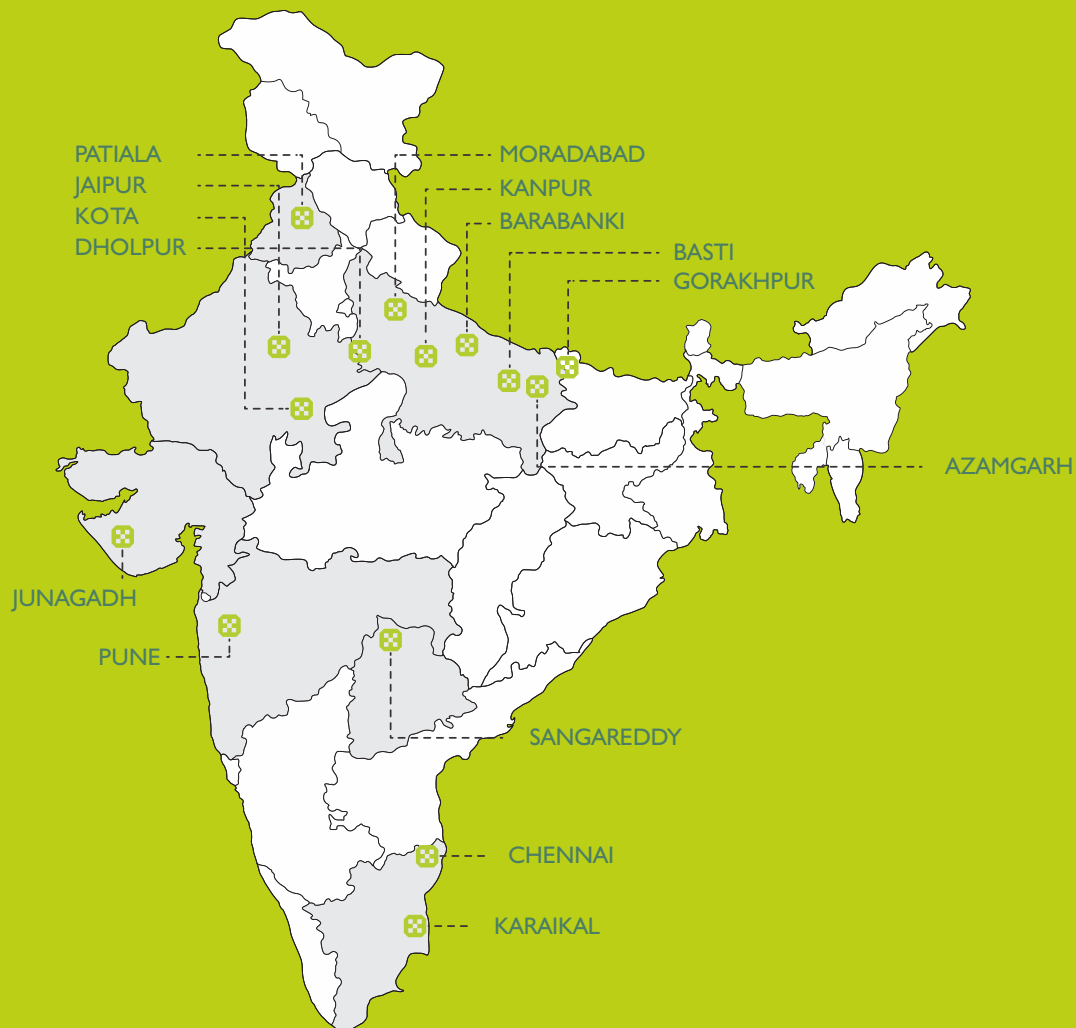 PATIALA
JAIPUR
KOTA
DHOLPUR
MORADABAD
KANPUR
BARABANKI
BASTI
GORAKHPUR
AZAMGARH
JUNAGADH
PUNE
SANGAREDDY
CHENNAI
KARAIKAL